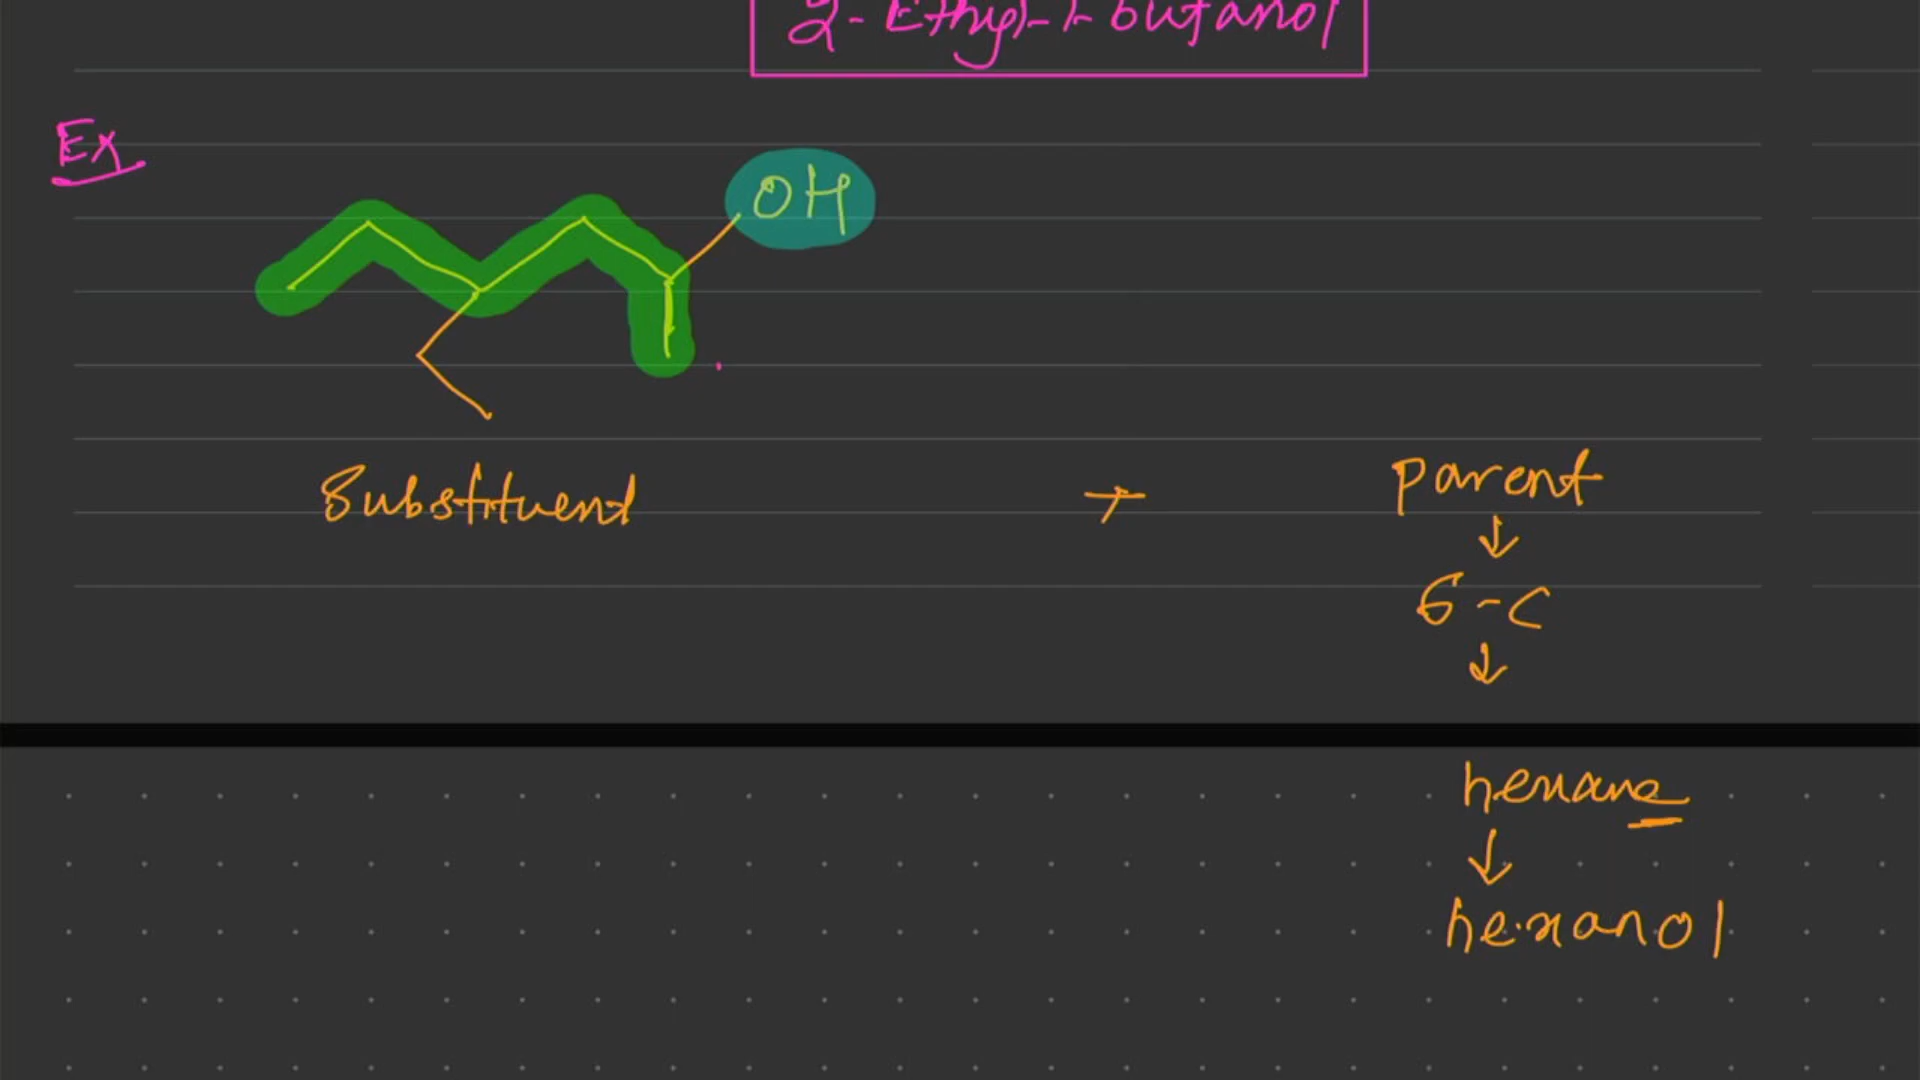 2-Ethyl-1-butanol
Ex
OH
Substituent + parent
↓
6-C
↓
hexane
↓
hexanol